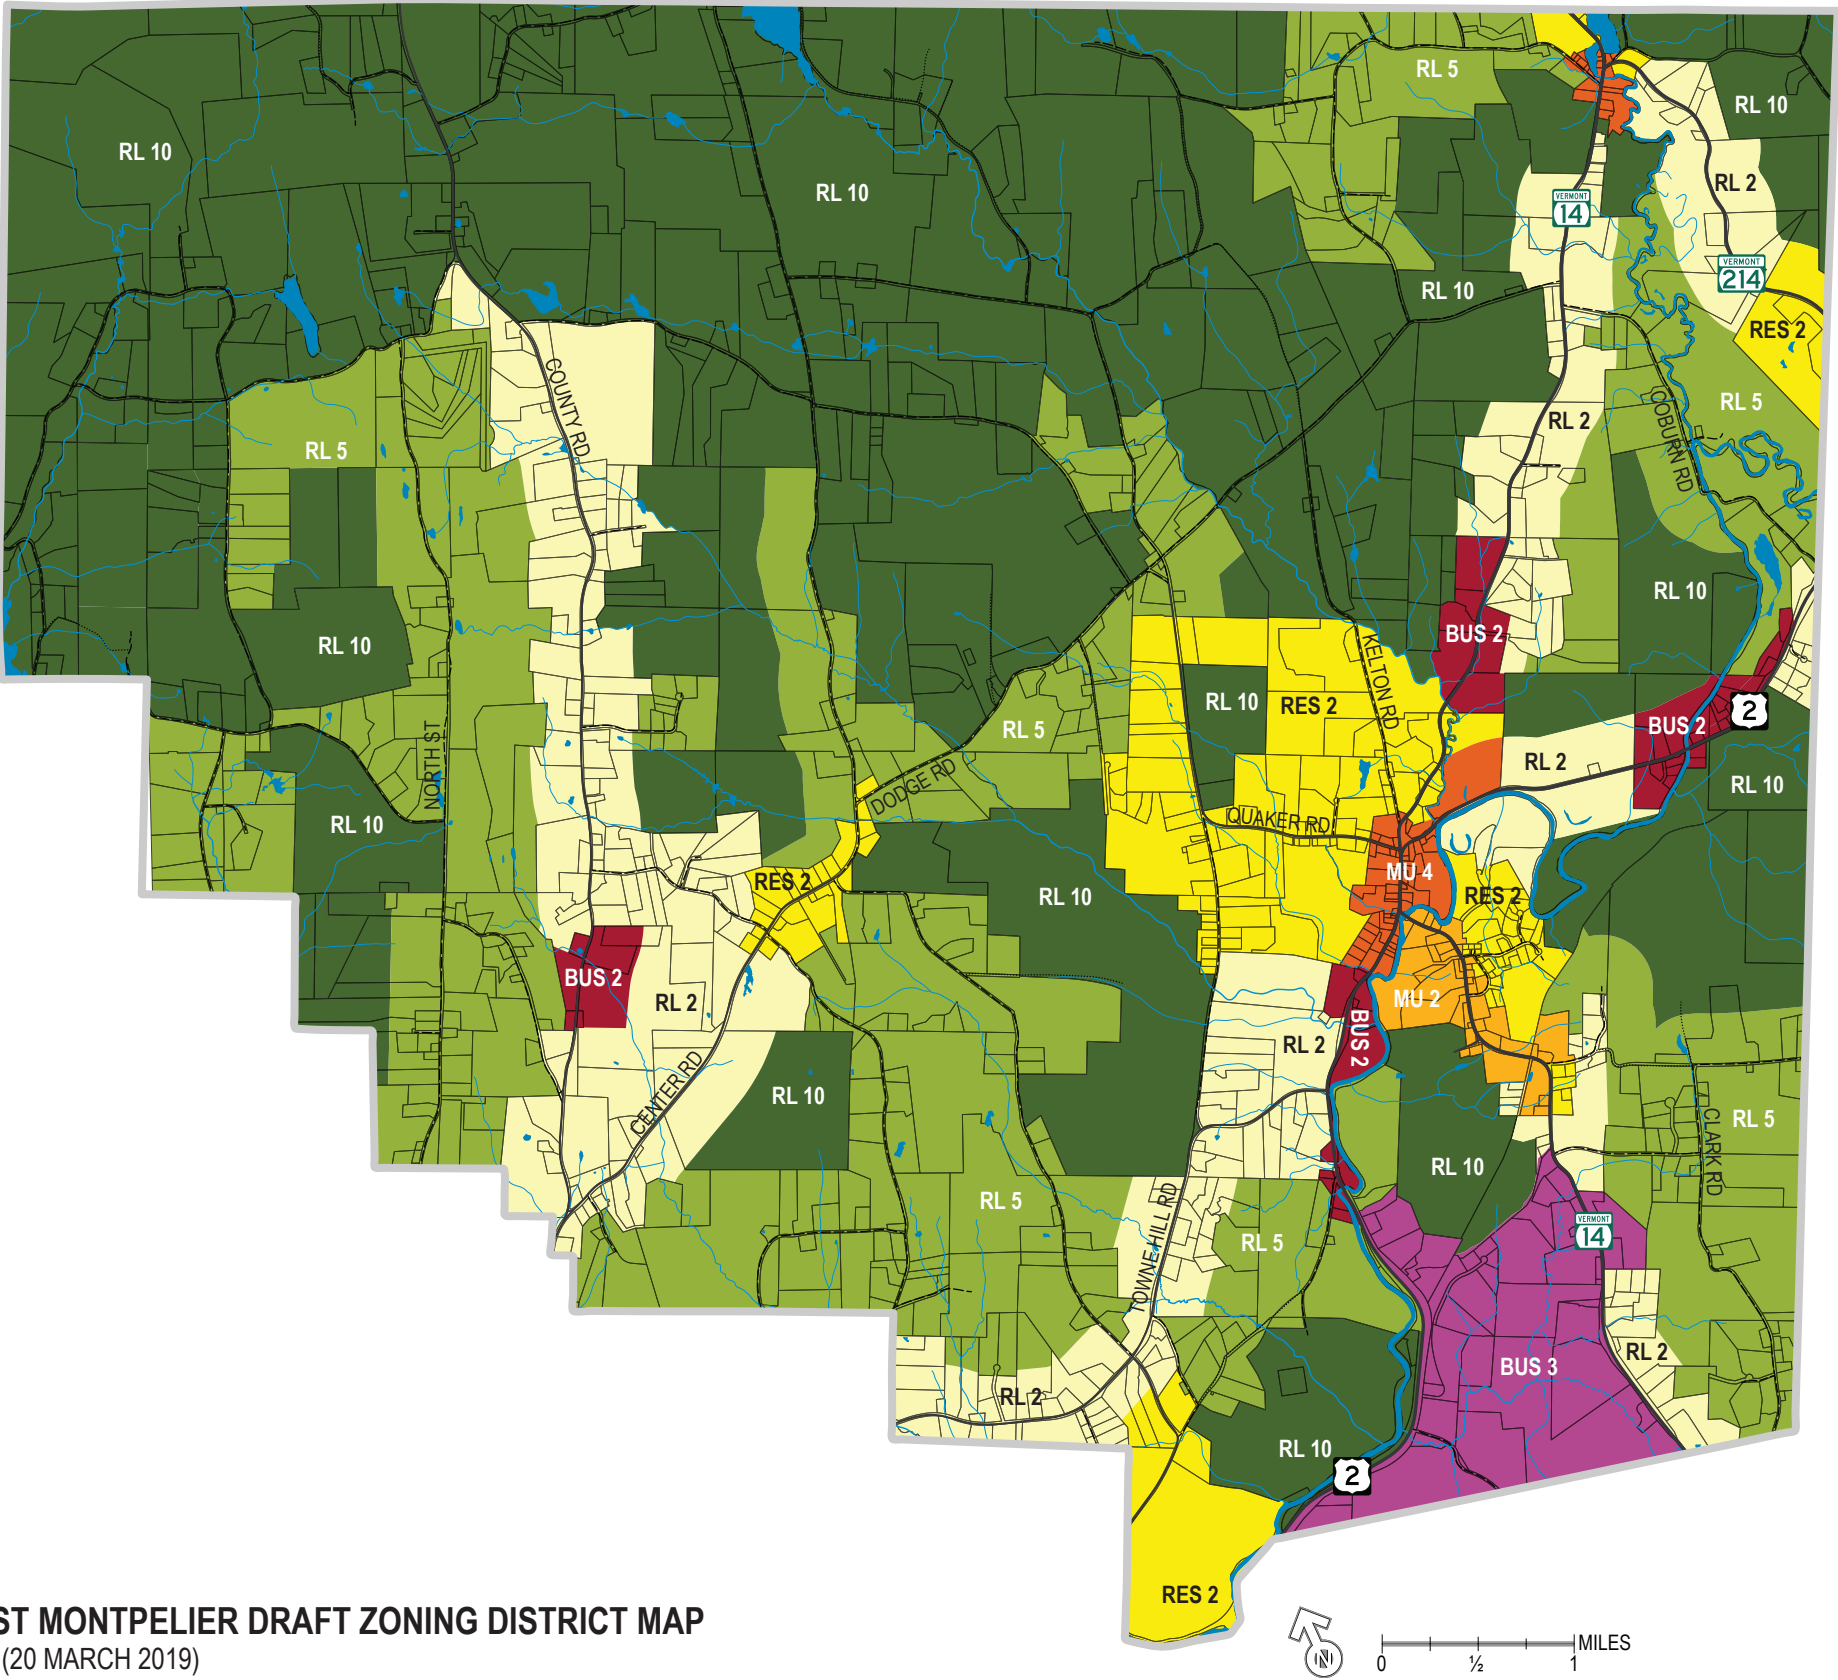 RL 5
RL 10
RL 10
RL 10
RL 2
VERMONT
14
VERMONT
214
RL 10
RES 2
COUNTY RD
RL 5
RL 2
COBURN RD
RL 5
RL 10
RL 10
BUS 2
KELTON RD
RL 10
RES 2
2
BUS 2
RL 5
NORTH ST
RL 2
DODGE RD
RL 10
RL 10
QUAKER RD
MU 4
RES 2
RES 2
RL 10
BUS 2
RL 2
MU 2
BUS 2
RL 2
CENTER RD
RL 10
RL 5
CLARK RD
RL 10
RL 5
TOWNE HILL RD
RL 5
VERMONT
14
RL 2
BUS 3
RL 2
RL 10
2
RES 2
ST MONTPELIER DRAFT ZONING DISTRICT MAP
(20 MARCH 2019)
N
MILES
0 ½ 1